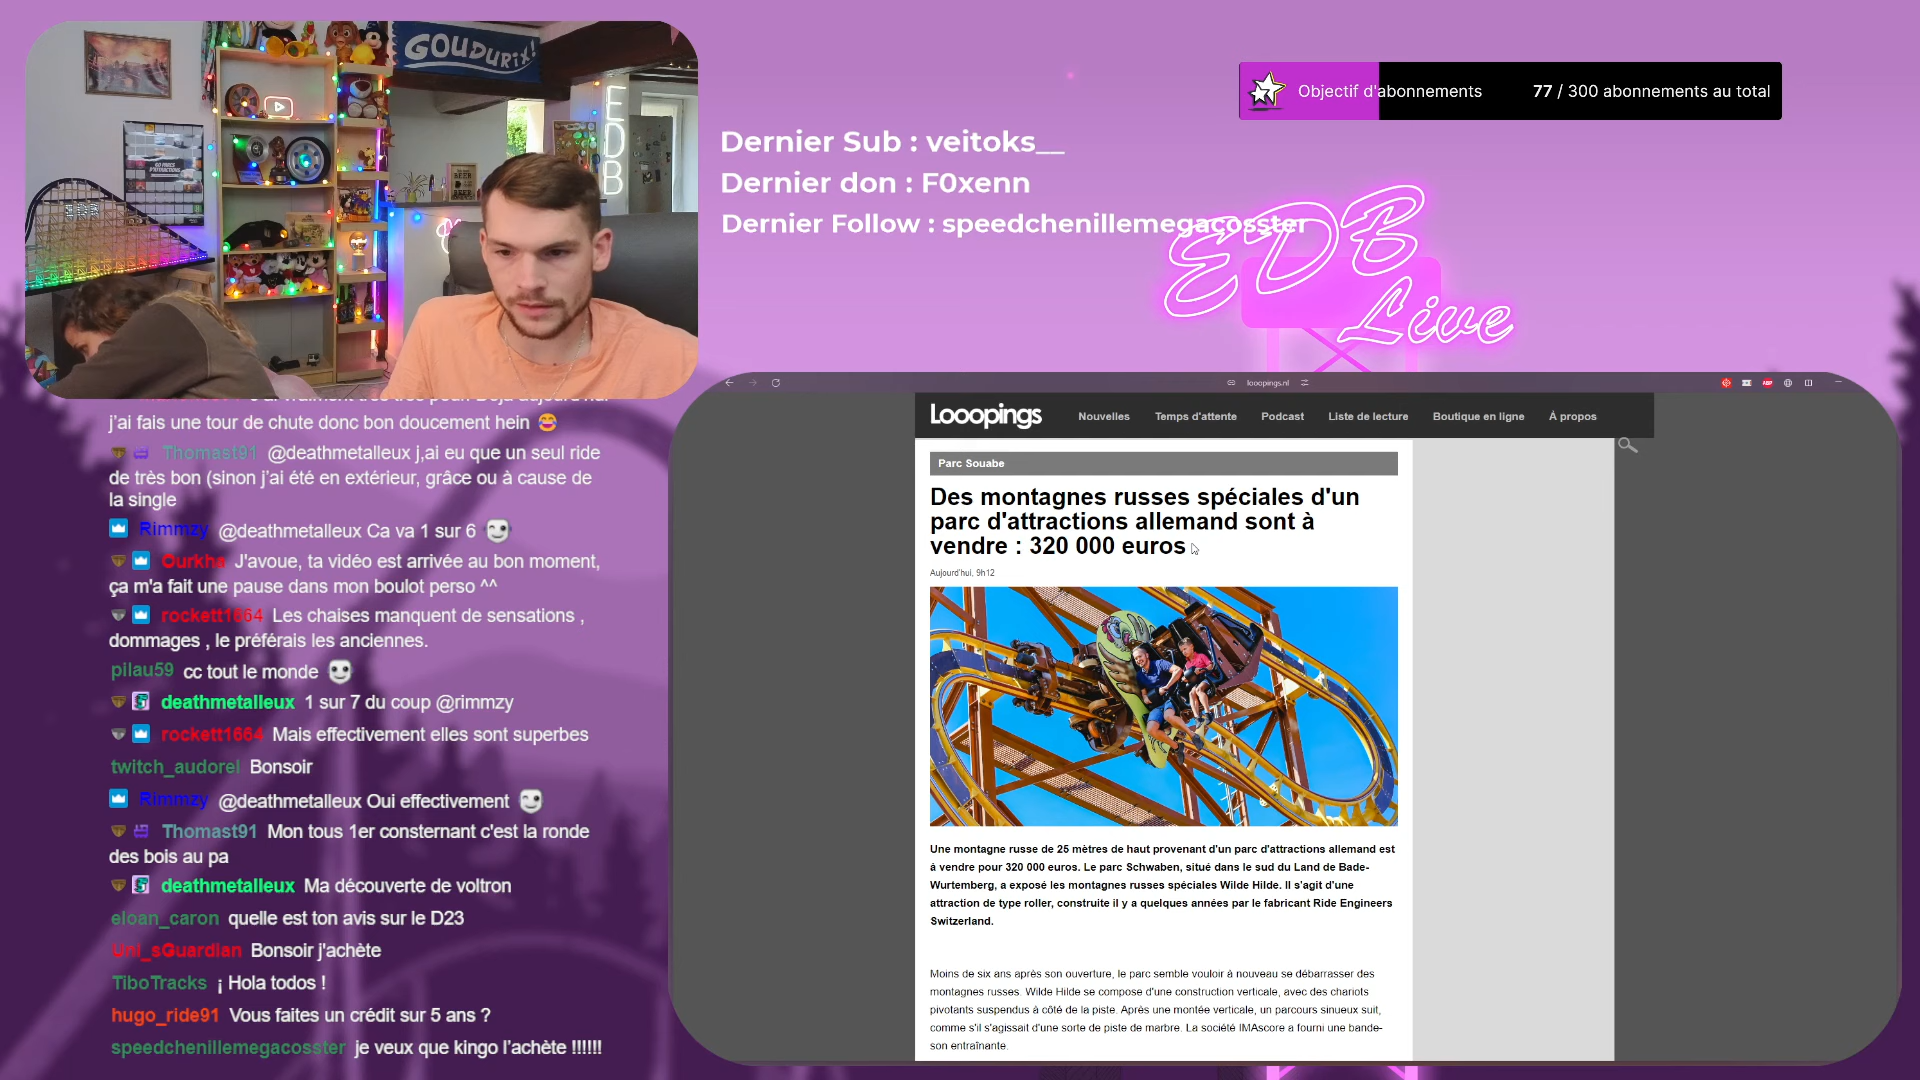 GOUDURIX!
EDB
Objectif d'abonnements
77 / 300 abonnements au total
Dernier Sub : veitoks__
Dernier don : F0xenn
Dernier Follow : speedchenillemegacosster
EDB
Live
j'ai fais une tour de chute donc bon doucement hein
Thomast91 @deathmetalleux j,ai eu que un seul ride
de très bon (sinon j'ai été en extérieur, grâce ou à cause de
la single
Rimmzy @deathmetalleux Ca va 1 sur 6
Ourkha J'avoue, ta vidéo est arrivée au bon moment,
ça m'a fait une pause dans mon boulot perso ^^
rockett1664 Les chaises manquent de sensations ,
dommages , le préférais les anciennes.
pilau59 cc tout le monde
deathmetalleux 1 sur 7 du coup @rimmzy
rockett1664 Mais effectivement elles sont superbes
twitch_audorel Bonsoir
Rimmzy @deathmetalleux Oui effectivement
Thomast91 Mon tous 1er consternant c'est la ronde
des bois au pa
deathmetalleux Ma découverte de voltron
eloan_caron quelle est ton avis sur le D23
Uni_sGuardian Bonsoir j'achète
TiboTracks ¡ Hola todos !
hugo_ride91 Vous faites un crédit sur 5 ans ?
speedchenillemegacosster je veux que kingo l'achète !!!!!!
looopings.nl
Looopings
Nouvelles Temps d'attente Podcast Liste de lecture Boutique en ligne À propos
Parc Souabe
Des montagnes russes spéciales d'un
parc d'attractions allemand sont à
vendre : 320 000 euros
Aujourd'hui, 9h12
Une montagne russe de 25 mètres de haut provenant d'un parc d'attractions allemand est
à vendre pour 320 000 euros. Le parc Schwaben, situé dans le sud du Land de Bade-
Wurtemberg, a exposé les montagnes russes spéciales Wilde Hilde. Il s'agit d'une
attraction de type roller, construite il y a quelques années par le fabricant Ride Engineers
Switzerland.
Moins de six ans après son ouverture, le parc semble vouloir à nouveau se débarrasser des
montagnes russes. Wilde Hilde se compose d'une construction verticale, avec des chariots
pivotants suspendus à côté de la piste. Après une montée verticale, un parcours sinueux suit,
comme s'il s'agissait d'une sorte de piste de marbre. La société IMAscore a fourni une bande-
son entraînante.